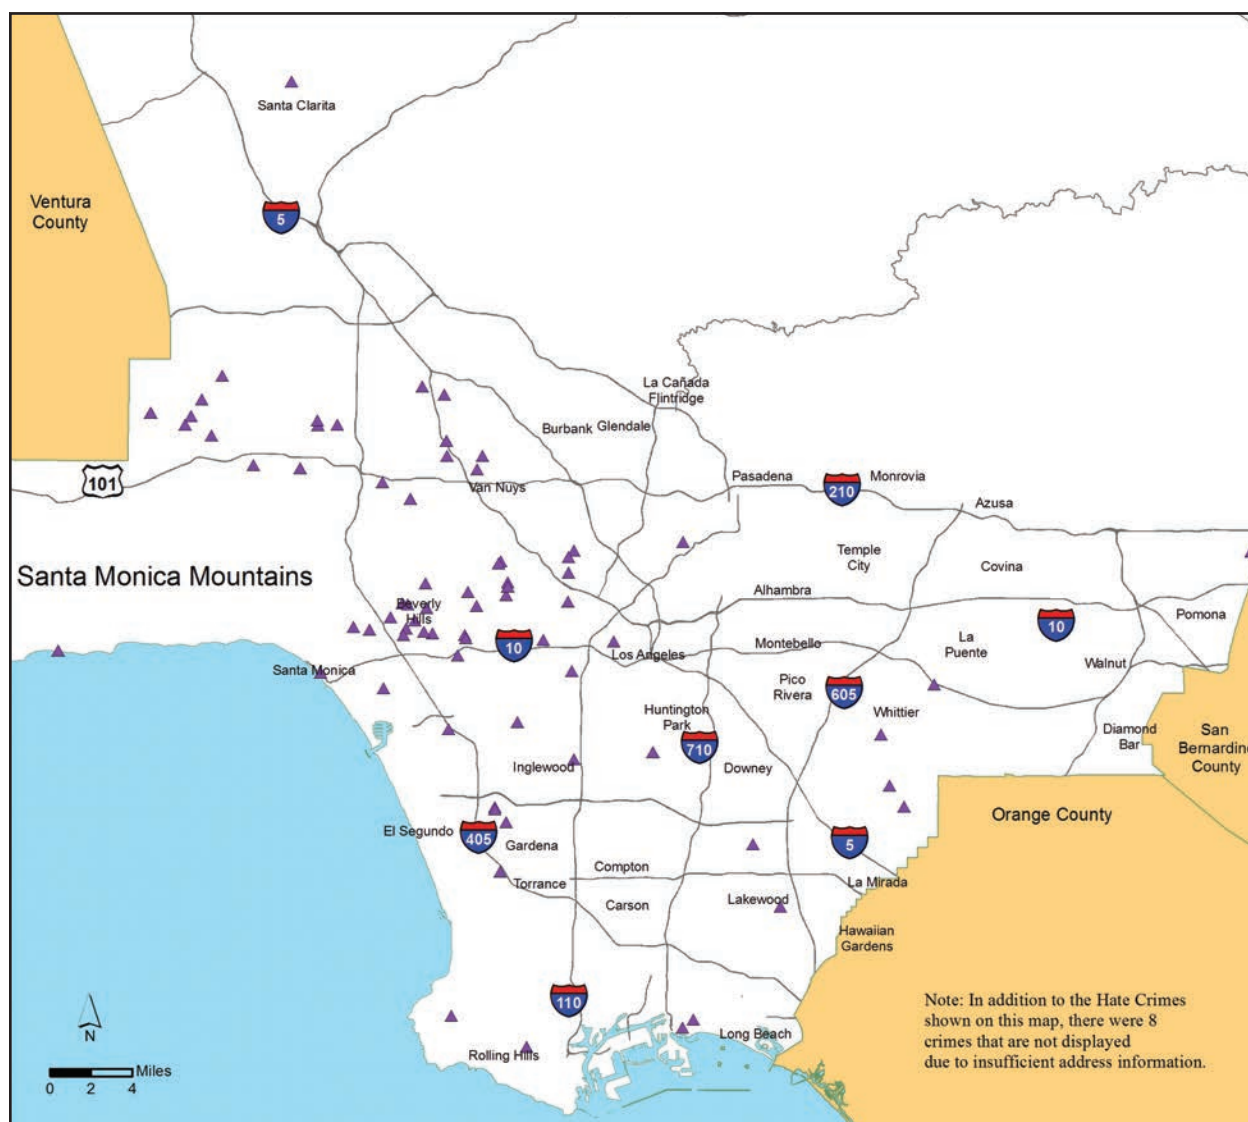 Santa Clarita
Ventura
County
5
La Cañada
Flintridge
Burbank
Glendale
101
Van Nuys
Pasadena
210
Monrovia
Azusa
Santa Monica Mountains
Temple
City
Covina
Alhambra
Beverly
Hills
10
Pomona
10
Los Angeles
Montebello
La
Puente
Walnut
Santa Monica
Pico
Rivera
605
Whittier
Huntington
Park
710
Diamond
Bar
San
Bernardino
County
Inglewood
Downey
Orange County
El Segundo
405
Gardena
5
Compton
Torrance
La Mirada
Carson
Lakewood
Hawaiian
Gardens
110
Note: In addition to the Hate Crimes
shown on this map, there were 8
crimes that are not displayed
due to insufficient address information.
N
Long Beach
Rolling Hills
Miles
0 2 4